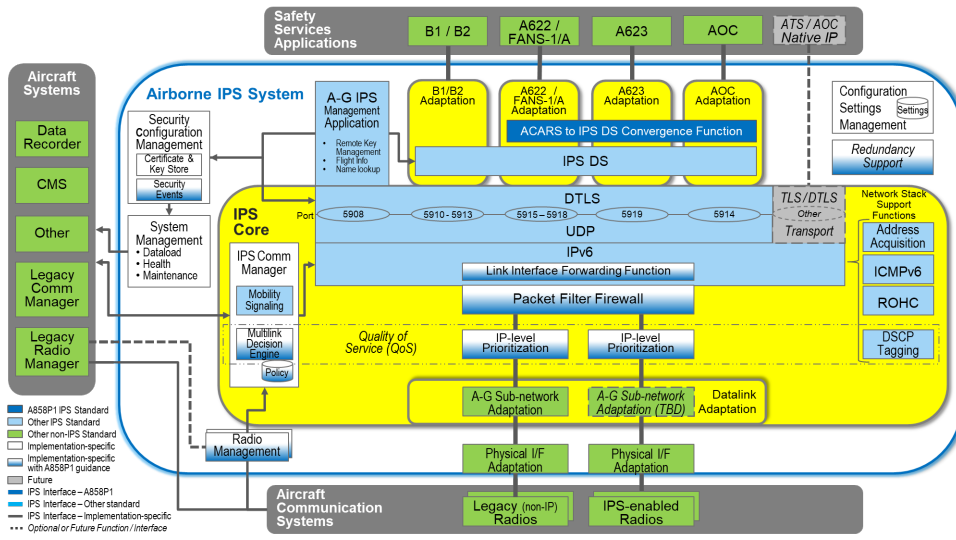 Safety
Services
Applications
B1 / B2
A622 /
FANS-1/A
A623
AOC
ATS / AOC
Native IP
Aircraft
Systems
Data
Recorder
CMS
Other
Legacy
Comm
Manager
Legacy
Radio
Manager
Airborne IPS System
Security
Configuration
Management
Certificate
& Key Store
Security
Events
System
Management
• Dataload
• Health
• Maintenance
A-G IPS
Management
Application
• Remote Key
Management
• Flight Info
• Name lookup
B1/B2
Adaptation
A622 /
FANS-1/A
Adaptation
A623
Adaptation
AOC
Adaptation
ACARS to IPS DS Convergence Function
IPS DS
Configuration
Settings
Management
Settings
Redundancy
Support
IPS
Core
DTLS
Port
5908
5910 - 5913
5915 – 5918
5919
5914
UDP
TLS / DTLS
Other
Transport
IPv6
Link Interface Forwarding Function
Packet Filter Firewall
Network Stack
Support
Functions
Address
Acquisition
ICMPv6
ROHC
DSCP
Tagging
IPS Comm
Manager
Mobility
Signaling
Multilink
Decision
Engine
Policy
Quality of
Service (QoS)
IP-level
Prioritization
IP-level
Prioritization
A-G Sub-network
Adaptation
A-G Sub-network
Adaptation (TBD)
Datalink
Adaptation
Radio
Management
Physical I/F
Adaptation
Physical I/F
Adaptation
Aircraft
Communication
Systems
Legacy (non-IP)
Radios
IPS-enabled
Radios
A858P1 IPS Standard
Other IPS Standard
Other non-IPS Standard
Implementation-specific
Implementation-specific
with A858P1 guidance
Future
IPS Interface – A858P1
IPS Interface – Other standard
IPS Interface – Implementation-specific
Optional or Future Function / Interface